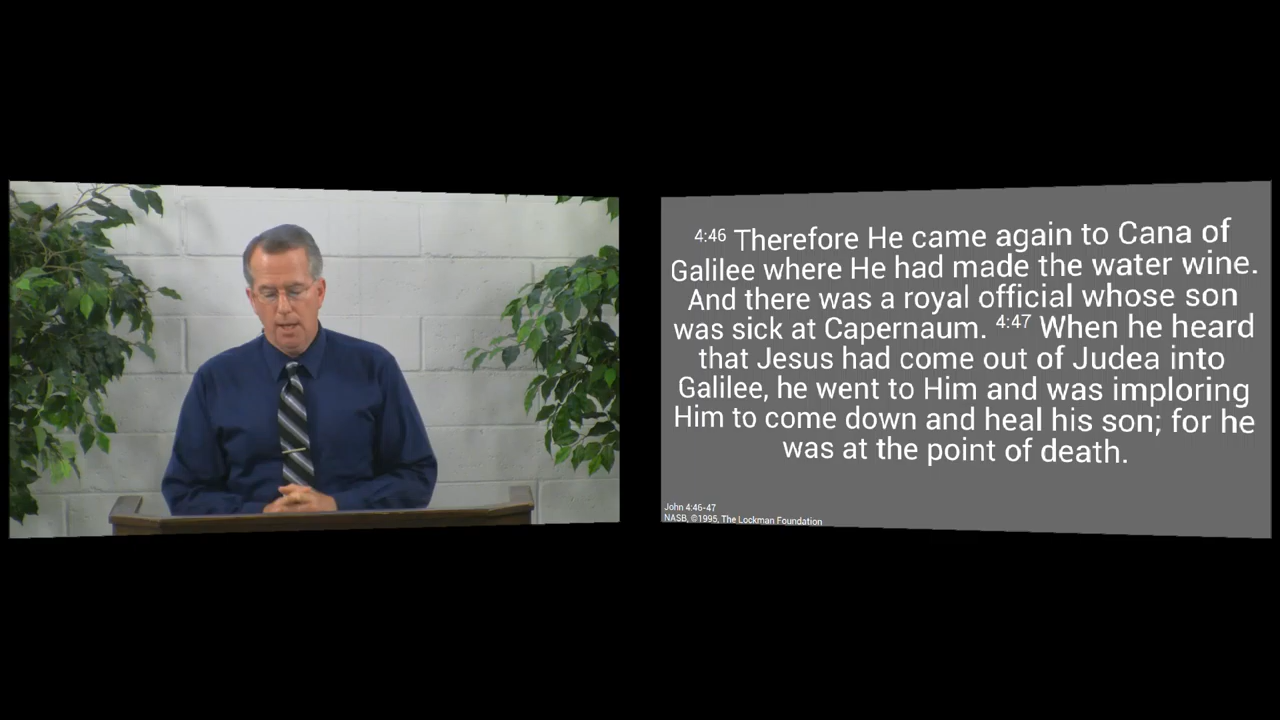 4:46 Therefore He came again to Cana of
Galilee where He had made the water wine.
And there was a royal official whose son
was sick at Capernaum. 4:47 When he heard
that Jesus had come out of Judea into
Galilee, he went to Him and was imploring
Him to come down and heal his son; for he
was at the point of death.
John 4:46-47
NASB, ©1995, The Lockman Foundation